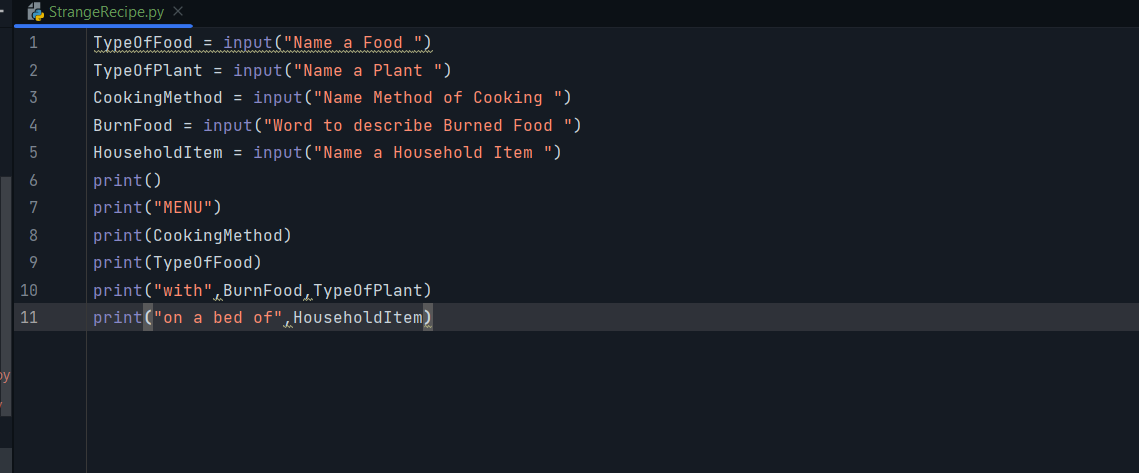 StrangeRecipe.py
1 TypeOfFood = input("Name a Food ")
2 TypeOfPlant = input("Name a Plant ")
3 CookingMethod = input("Name Method of Cooking ")
4 BurnFood = input("Word to describe Burned Food ")
5 HouseholdItem = input("Name a Household Item ")
6 print()
7 print("MENU")
8 print(CookingMethod)
9 print(TypeOfFood)
10 print("with",BurnFood,TypeOfPlant)
11 print("on a bed of",HouseholdItem)